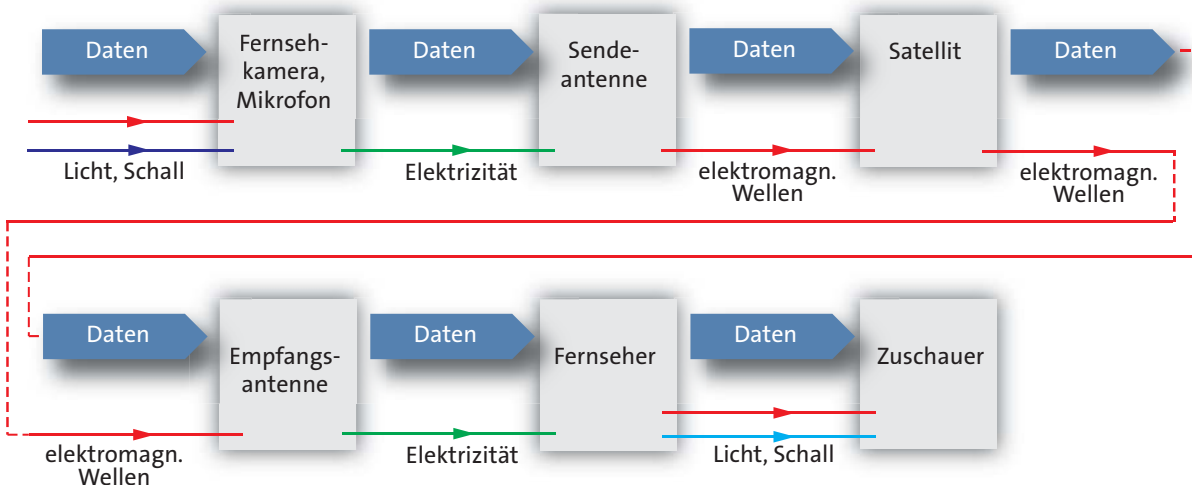 Daten
Fernseh-
kamera,
Mikrofon
Daten
Sende-
antenne
Daten
Satellit
Daten
Licht, Schall
Elektrizität
elektromagn.
Wellen
elektromagn.
Wellen
Daten
Empfangs-
antenne
Daten
Fernseher
Daten
Zuschauer
elektromagn.
Wellen
Elektrizität
Licht, Schall